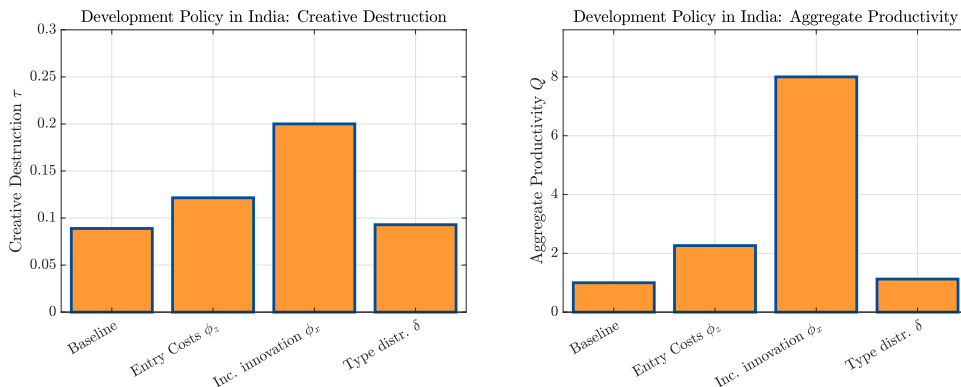 Development Policy in India: Creative Destruction
Creative Destruction τ
0.3
0.25
0.2
0.15
0.1
0.05
0
Baseline
Entry Costs ϕz
Inc. innovation ϕx
Type distr. δ
Development Policy in India: Aggregate Productivity
Aggregate Productivity Q
8
6
4
2
0
Baseline
Entry Costs ϕz
Inc. innovation ϕx
Type distr. δ